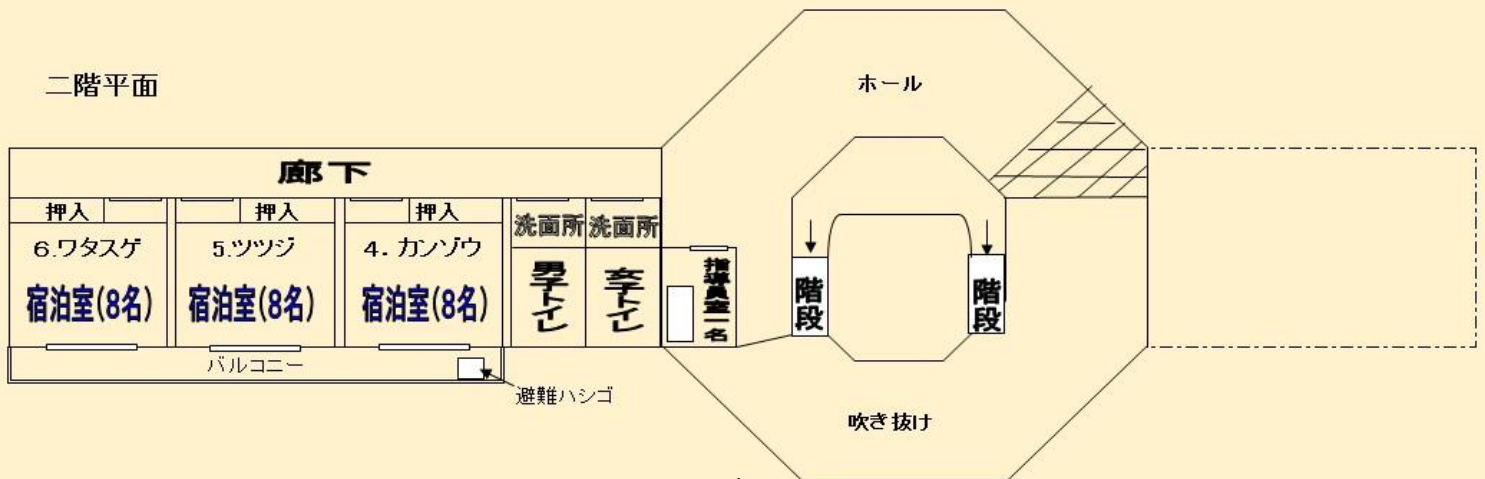 二階平面
ホール
廊下
押入
押入
押入
洗面所
洗面所
6.ワタスゲ
5.ツツジ
4. カンゾウ
宿泊室(8名)
宿泊室(8名)
宿泊室(8名)
男子トイレ
女子トイレ
指導員室一名
階段
階段
バルコニー
避難ハシゴ
吹き抜け